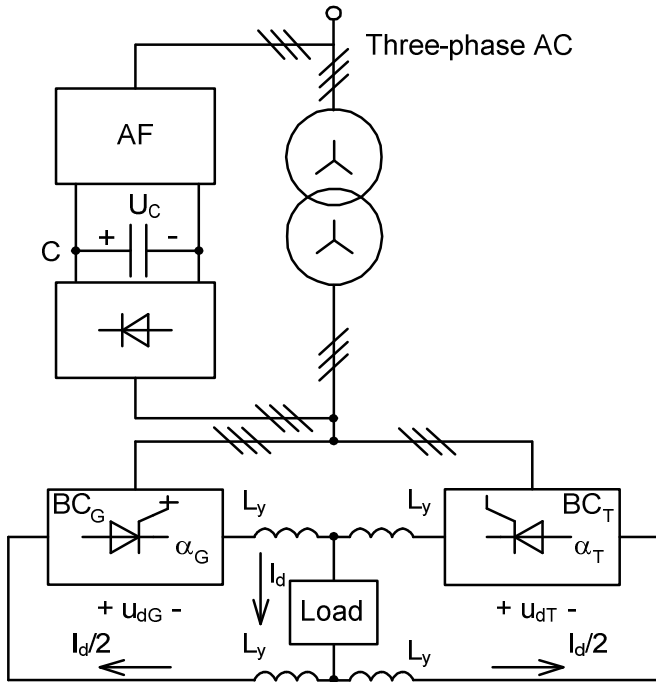 Three-phase AC
AF
U_C
C + -
BC_G
α_G
+
L_y
L_y
BC_T
α_T
I_d
Load
+ u_dG -
+ u_dT -
I_d/2
L_y
L_y
I_d/2